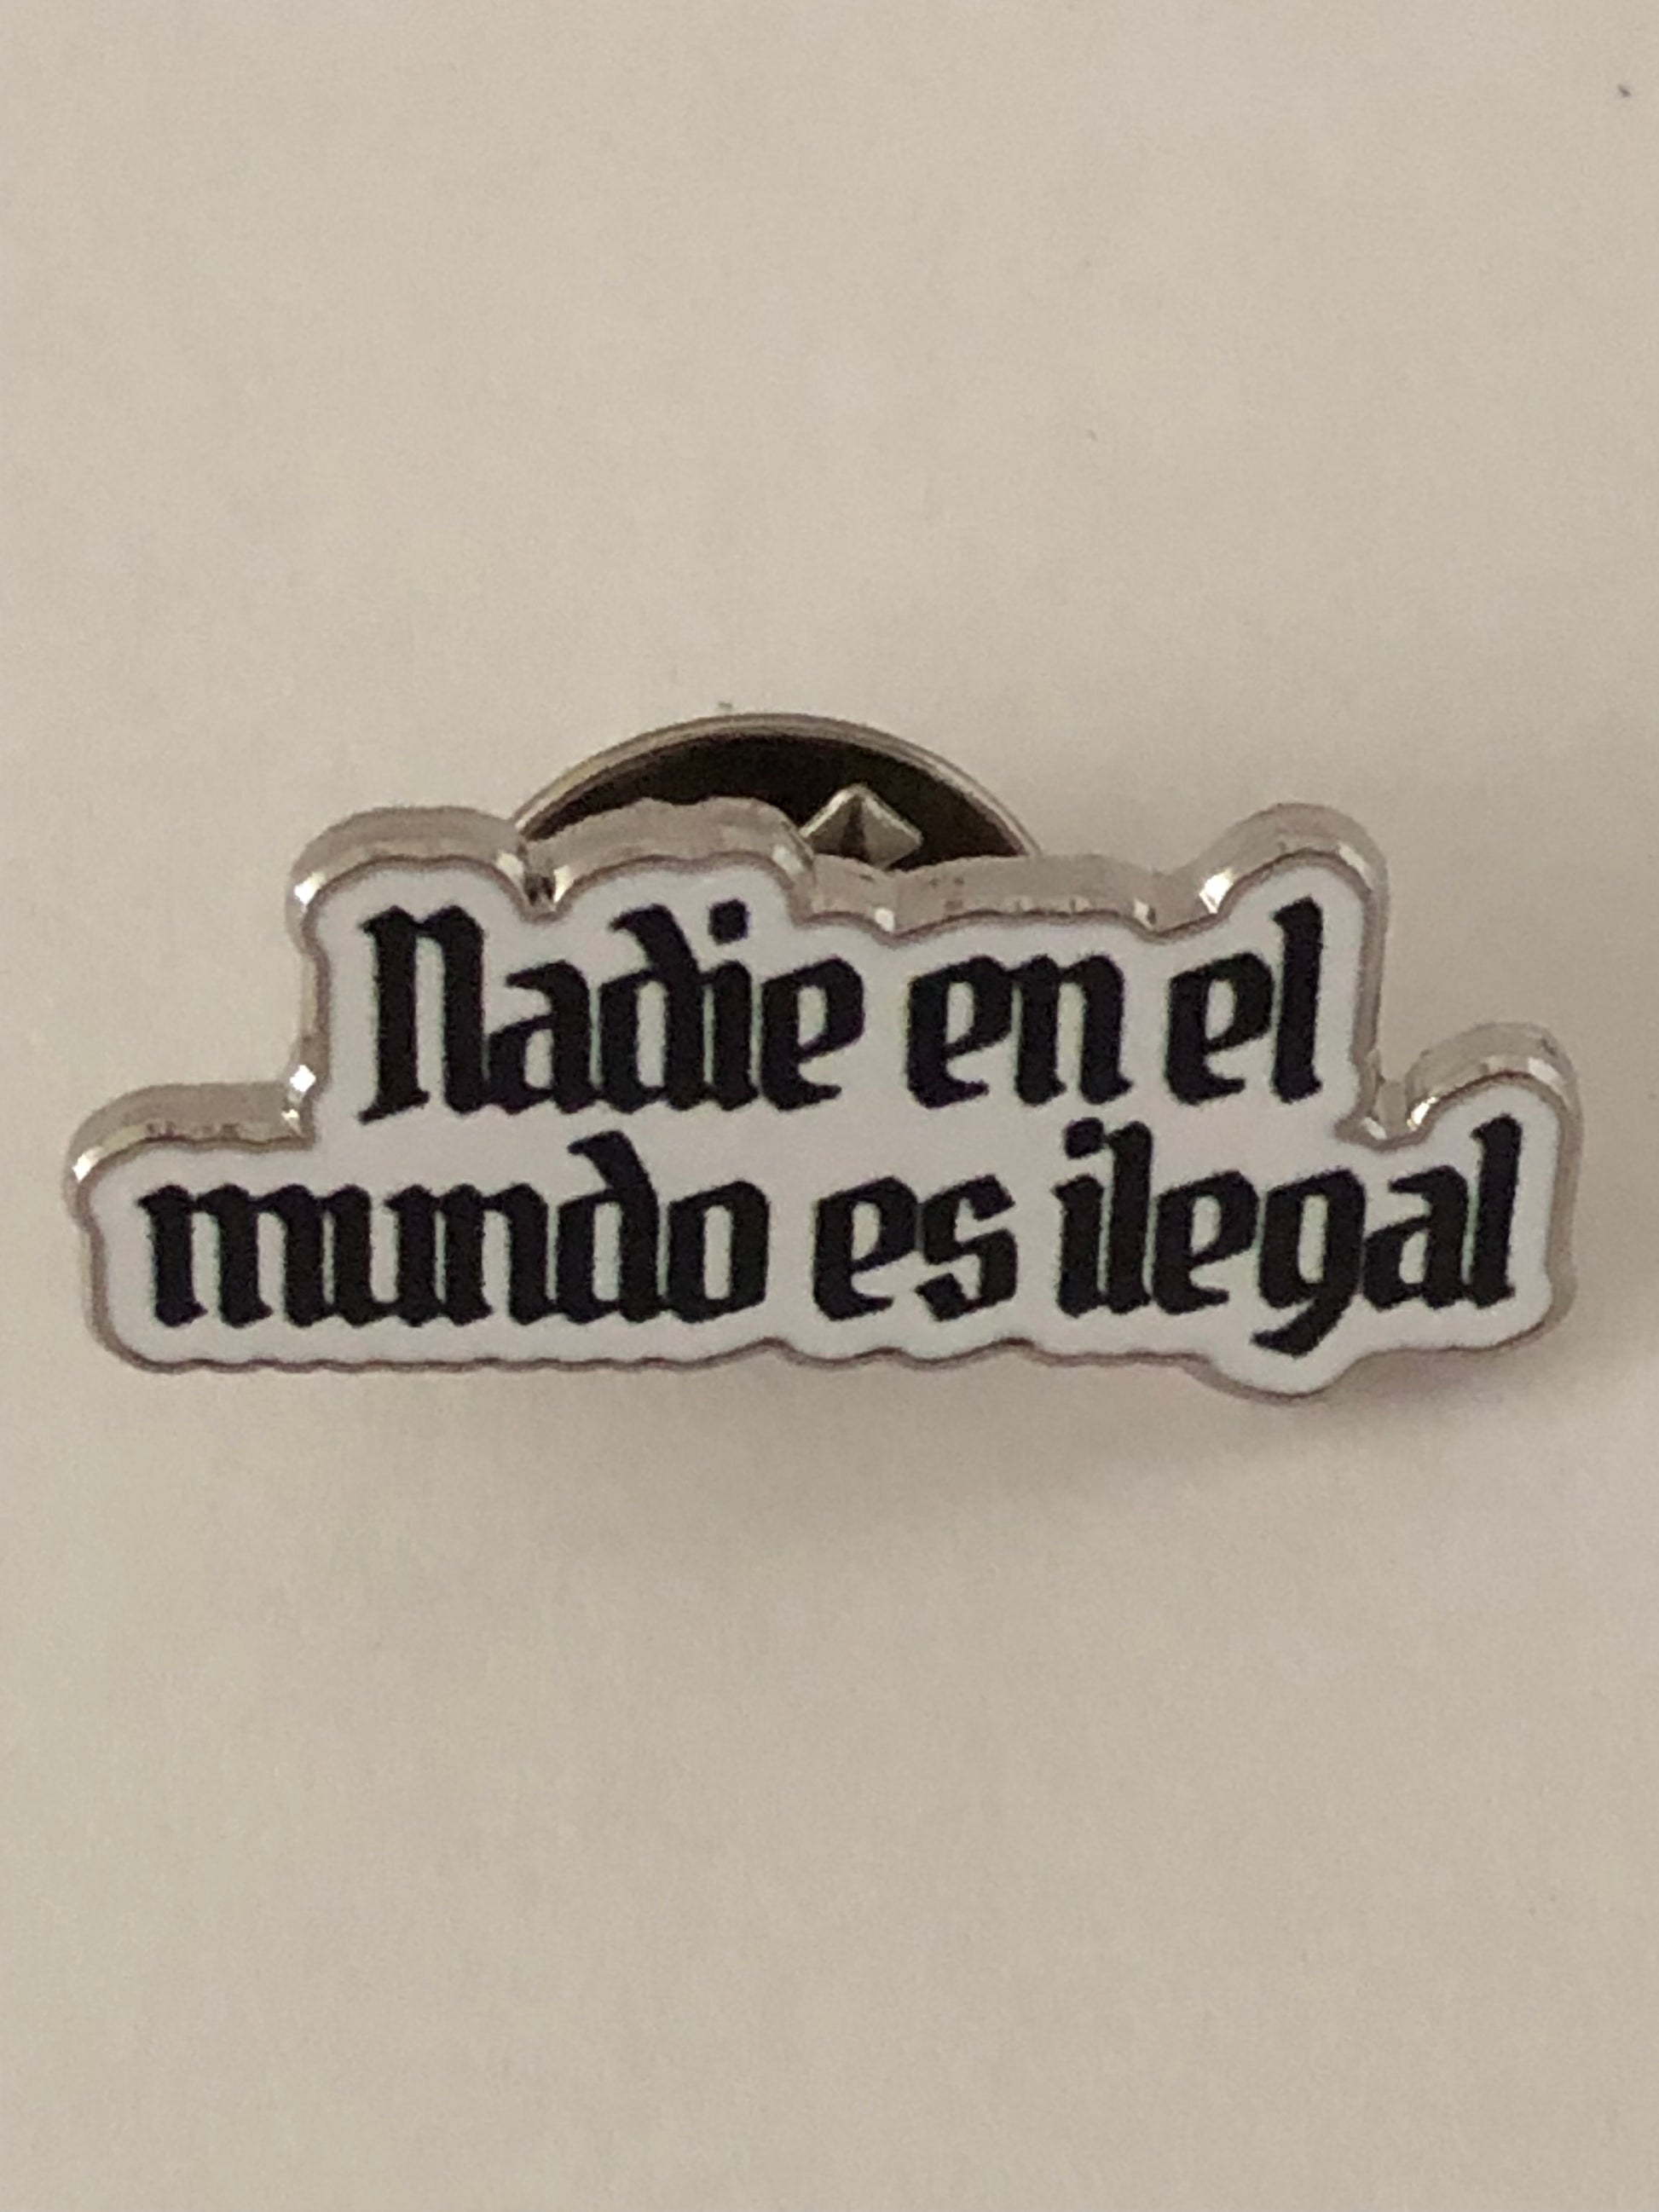 Nadie en el
mundo es ilegal